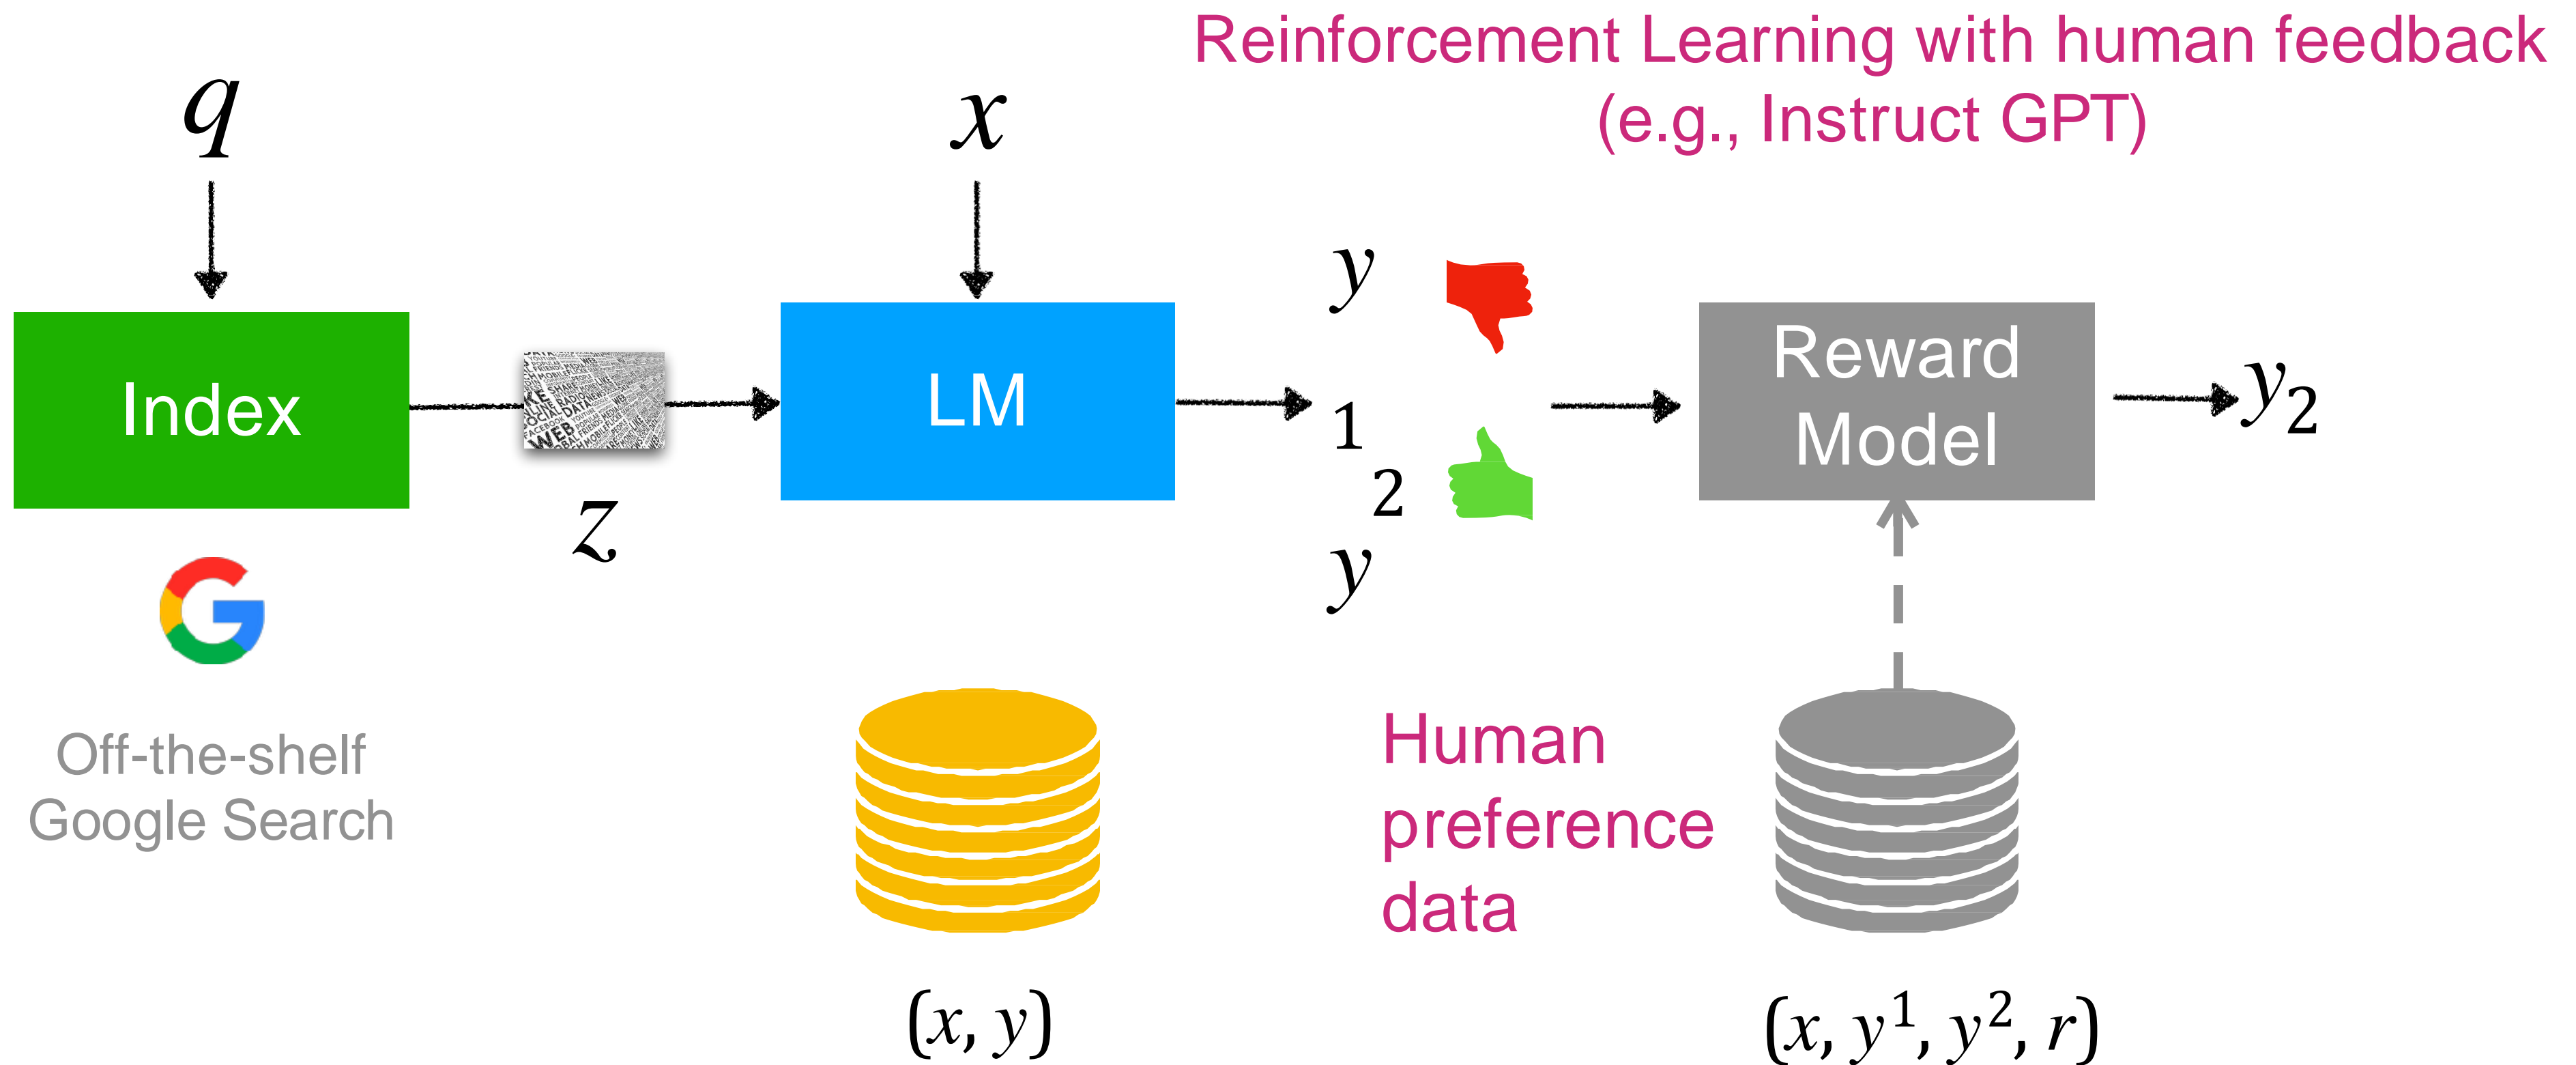 Reinforcement Learning with human feedback
(e.g., Instruct GPT)
q
x
Index
z
LM
y
1
2
y
Reward
Model
y₂
Off-the-shelf
Google Search
Human
preference
data
(x, y)
(x, y¹, y², r)